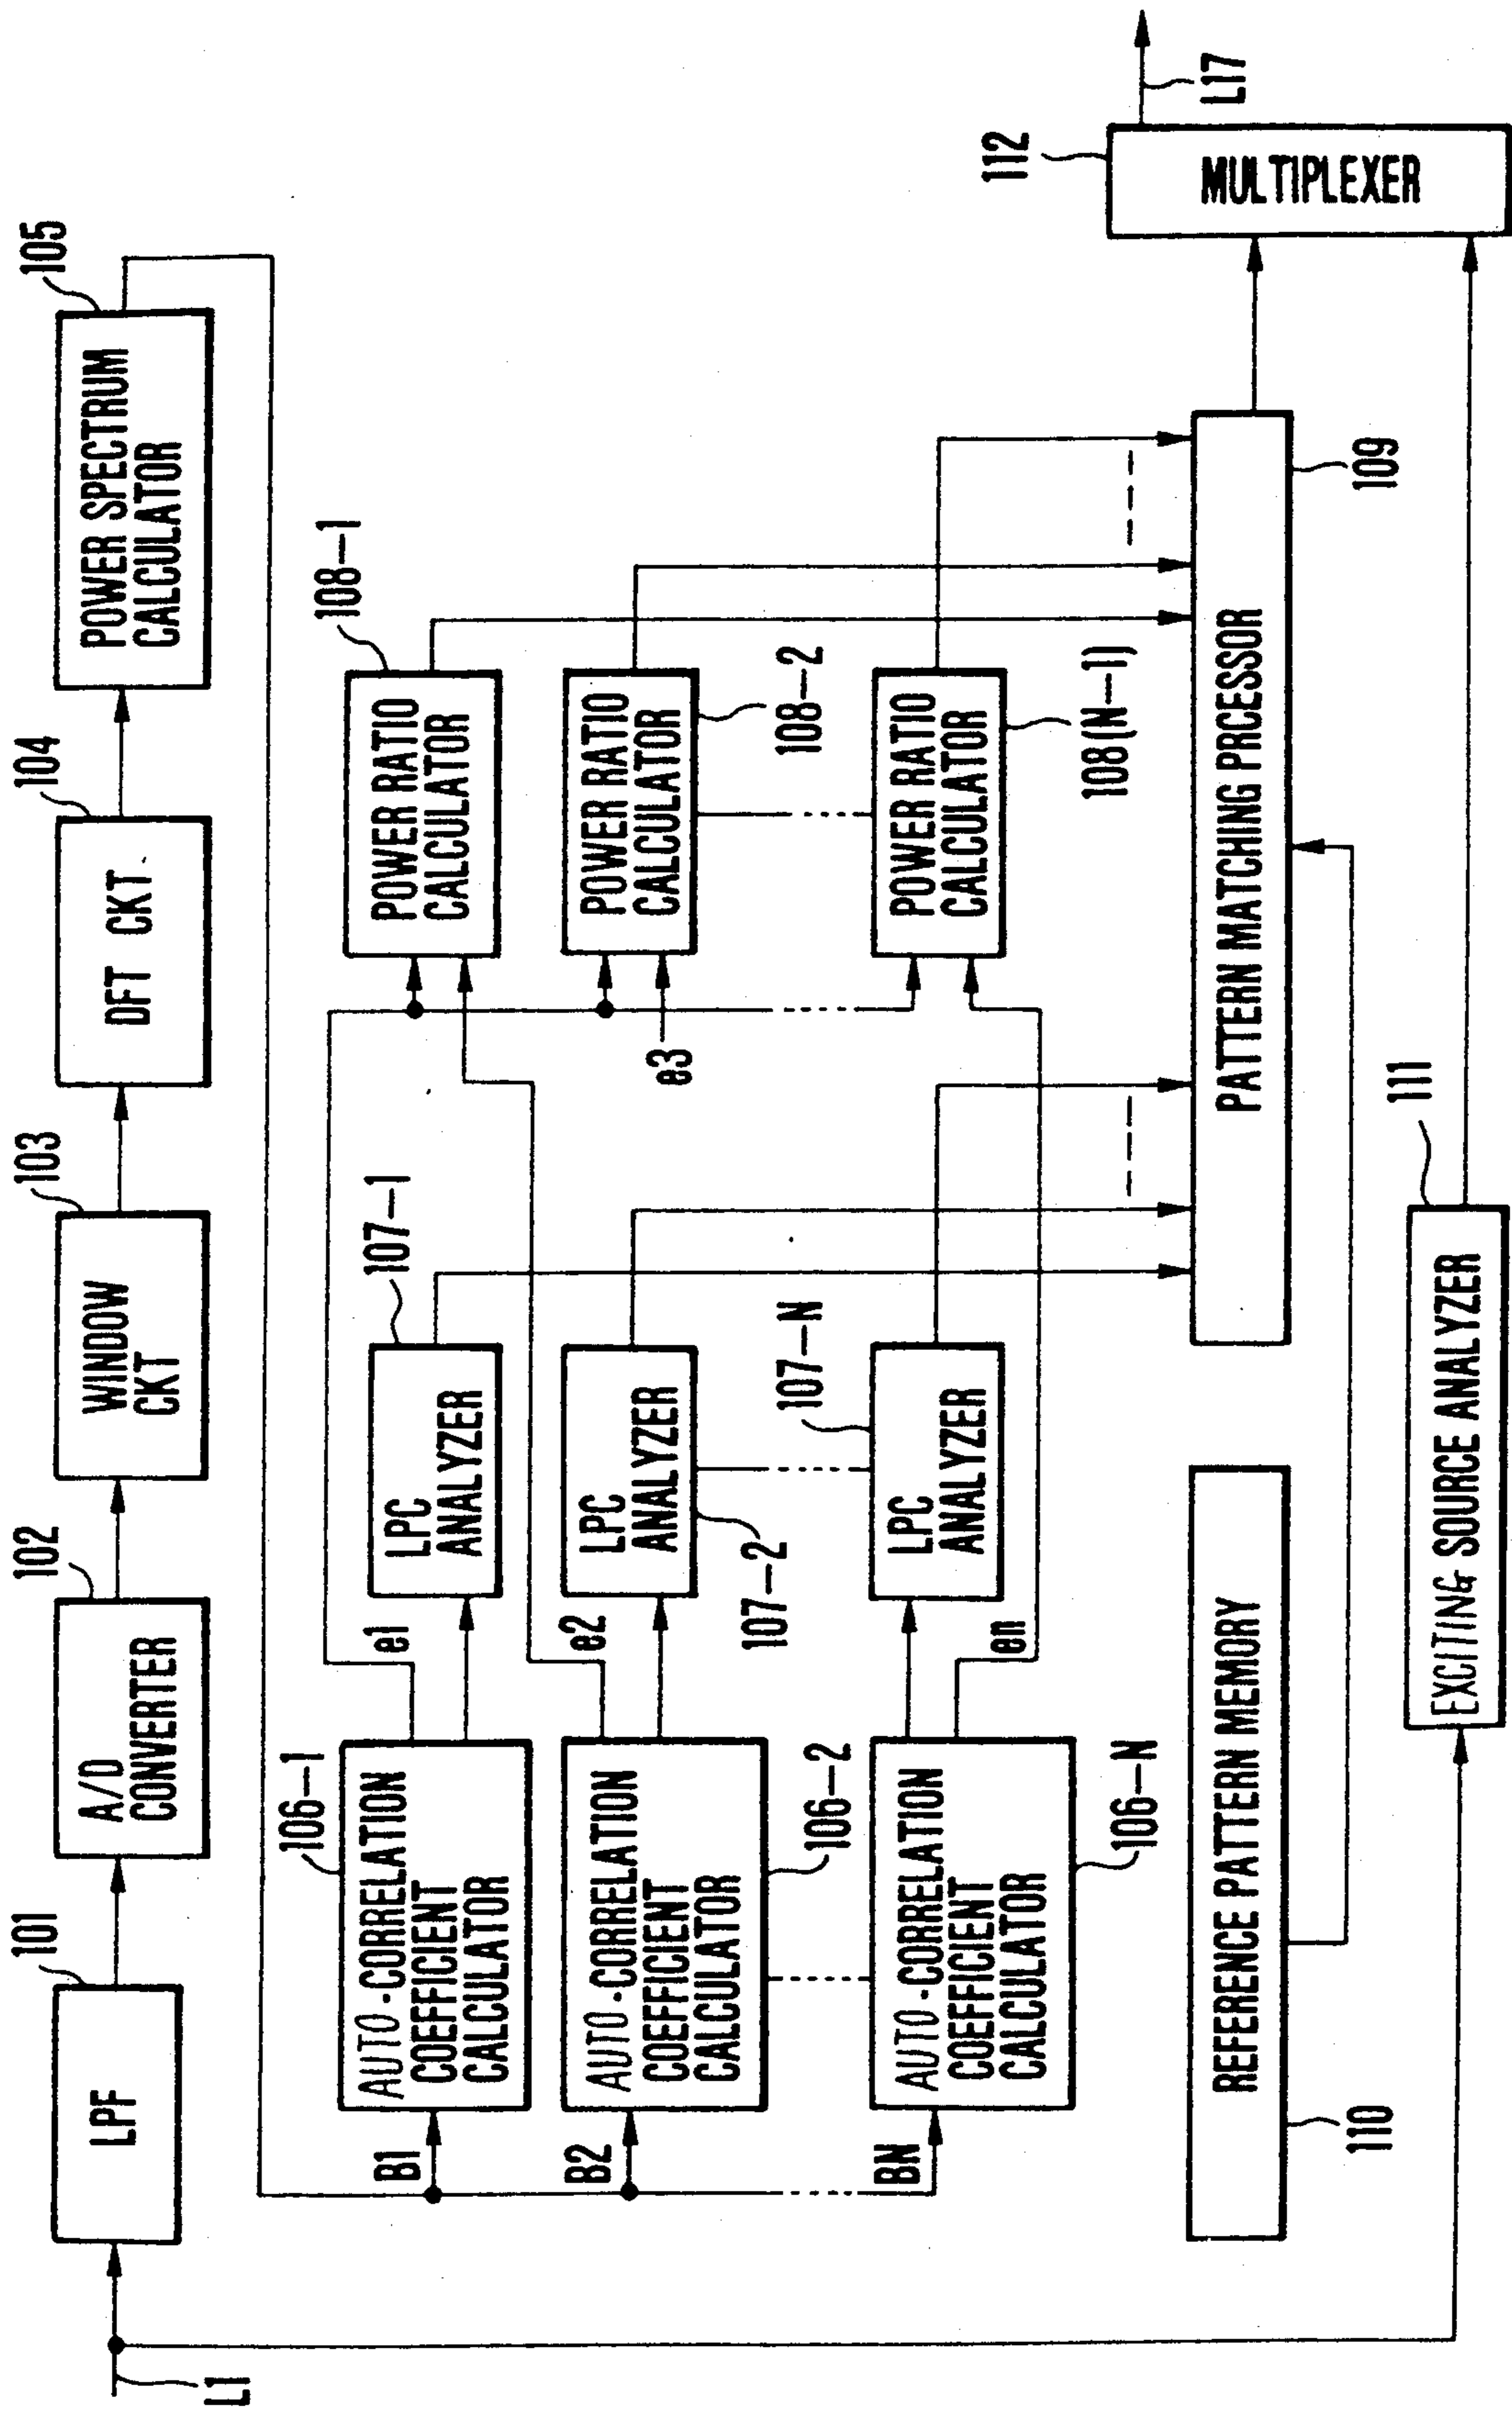 L1
101
LPF
102
A/D
CONVERTER
103
WINDOW
CKT
104
DFT CKT
105
POWER SPECTRUM
CALCULATOR
B1
106-1
AUTO-CORRELATION
COEFFICIENT
CALCULATOR
e1
107-1
LPC
ANALYZER
108-1
POWER RATIO
CALCULATOR
B2
AUTO-CORRELATION
COEFFICIENT
CALCULATOR
106-2
e2
LPC
ANALYZER
107-2
e3
POWER RATIO
CALCULATOR
108-2
BN
AUTO-CORRELATION
COEFFICIENT
CALCULATOR
106-N
en
107-N
LPC
ANALYZER
POWER RATIO
CALCULATOR
108(N-1)
REFERENCE PATTERN MEMORY
110
PATTERN MATCHING PRCESSOR
109
111
EXCITING SOURCE ANALYZER
112
MULTIPLEXER
L17